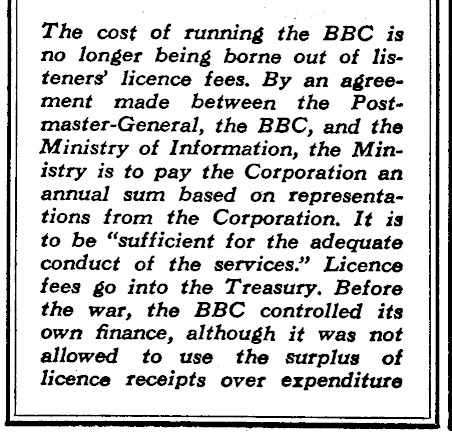 The cost of running the BBC is
no longer being borne out of lis-
teners' licence fees. By an agree-
ment made between the Post-
master-General, the BBC, and the
Ministry of Information, the Min-
istry is to pay the Corporation an
annual sum based on representa-
tions from the Corporation. It is
to be "sufficient for the adequate
conduct of the services." Licence
fees go into the Treasury. Before
the war, the BBC controlled its
own finance, although it was not
allowed to use the surplus of
licence receipts over expenditure